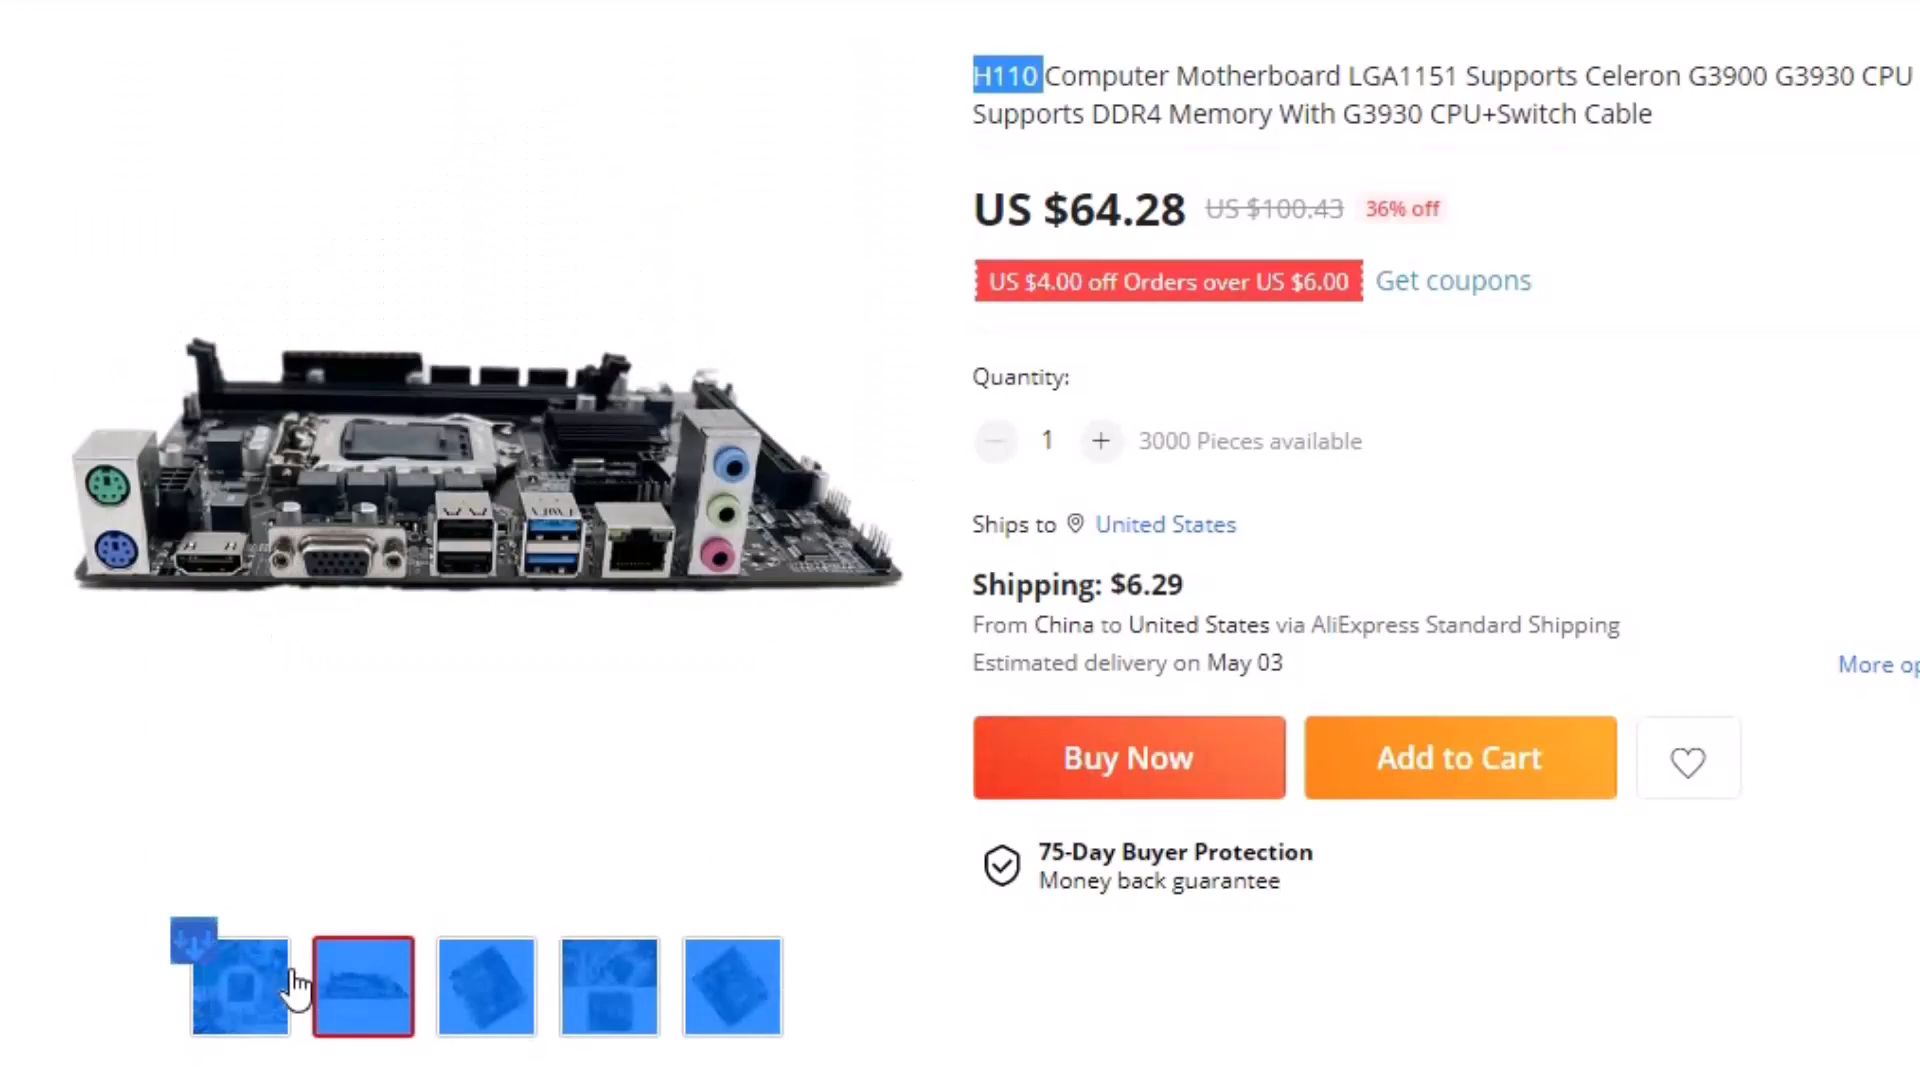 H110 Computer Motherboard LGA1151 Supports Celeron G3900 G3930 CPU
Supports DDR4 Memory With G3930 CPU+Switch Cable
US $64.28 US $100.43 36% off
US $4.00 off Orders over US $6.00 Get coupons
Quantity:
1 + 3000 Pieces available
Ships to United States
Shipping: $6.29
From China to United States via AliExpress Standard Shipping
Estimated delivery on May 03
More op
Buy Now Add to Cart
75-Day Buyer Protection
Money back guarantee